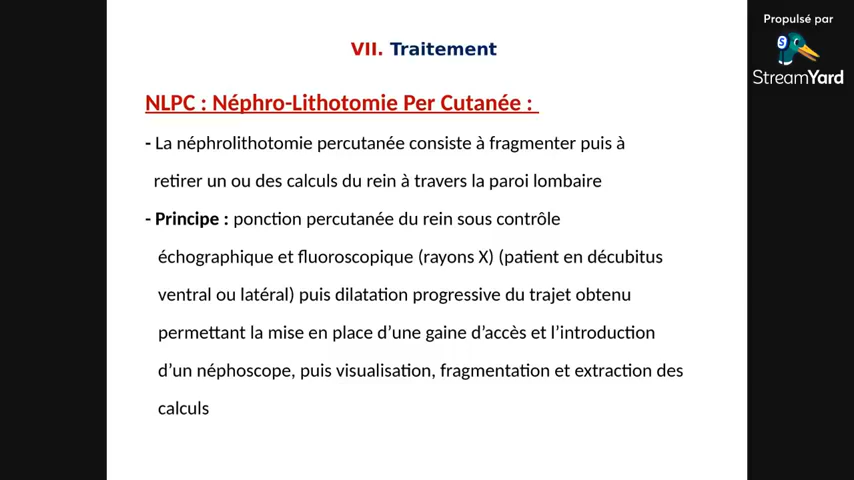 Propulsé par
StreamYard
VII. Traitement
NLPC : Néphro-Lithotomie Per Cutanée :
- La néphrolithotomie percutanée consiste à fragmenter puis à
retirer un ou des calculs du rein à travers la paroi lombaire
- Principe : ponction percutanée du rein sous contrôle
échographique et fluoroscopique (rayons X) (patient en décubitus
ventral ou latéral) puis dilatation progressive du trajet obtenu
permettant la mise en place d’une gaine d’accès et l’introduction
d’un néphoscope, puis visualisation, fragmentation et extraction des
calculs